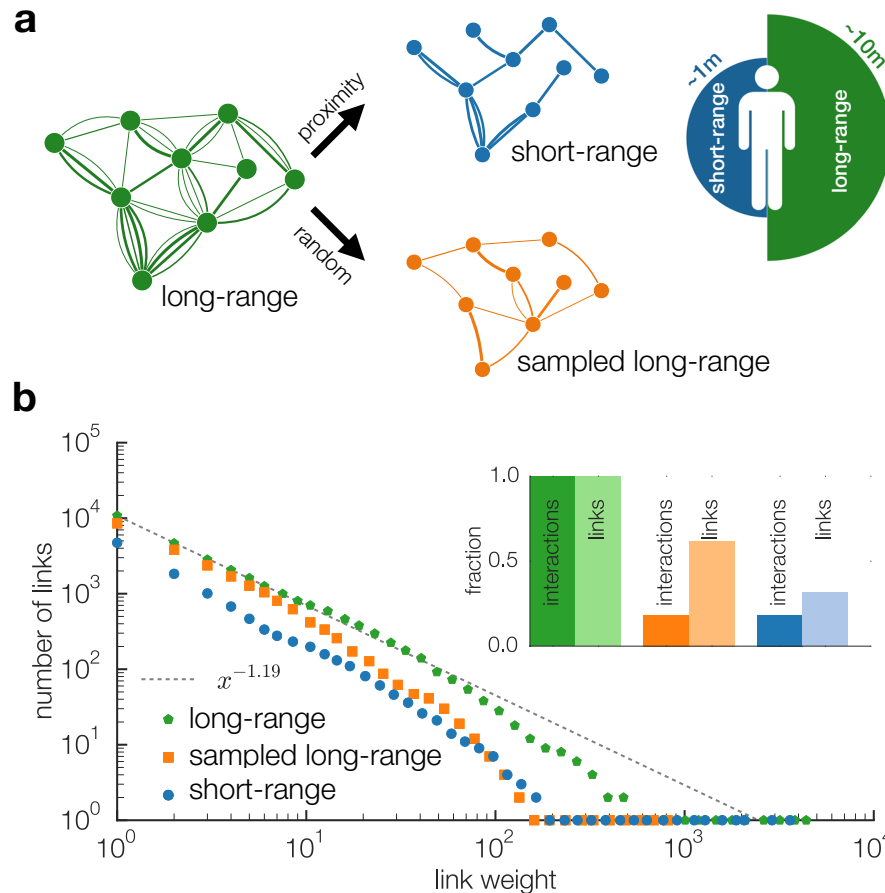 a
proximity
random
long-range
short-range
sampled long-range
~1m
~10m
short-range
long-range
b
number of links
10^5
10^4
10^3
10^2
10^1
10^0
x^{-1.19}
long-range
sampled long-range
short-range
10^0
10^1
10^2
10^3
10^4
link weight
fraction
1.0
0.5
0.0
interactions
links
interactions
links
interactions
links